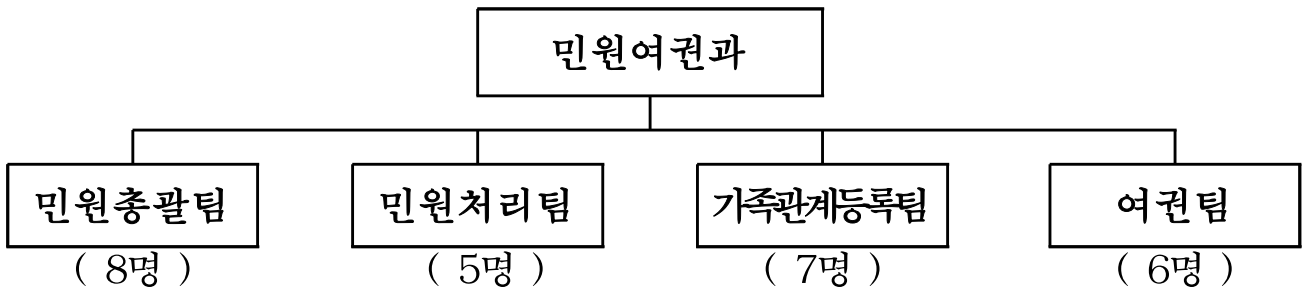 민원여권과
민원총괄팀 민원처리팀 가족관계등록팀 여권팀
( 8명 ) ( 5명 ) ( 7명 ) ( 6명 )